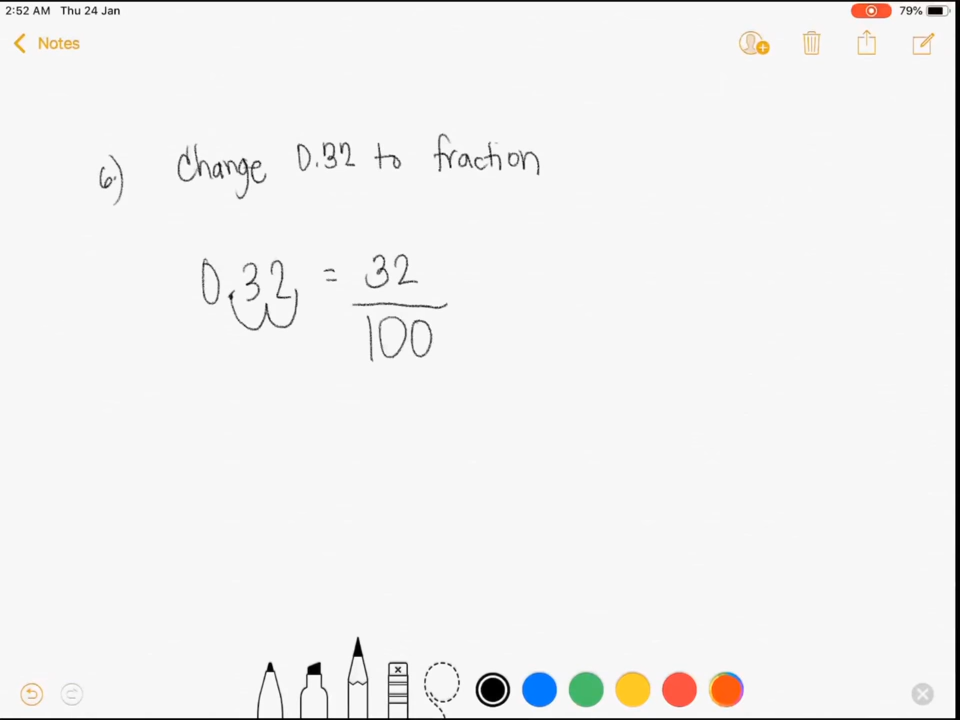 2:52 AM Thu 24 Jan 79%
Notes
6) Change 0.32 to fraction
0.32 = 32
100